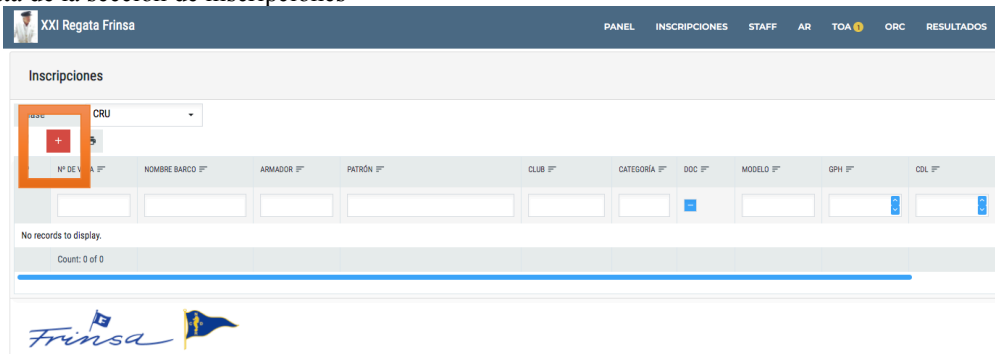 XXI Regata Frinsa PANEL INSCRIPCIONES STAFF AR TOA 1 ORC RESULTADOS
Inscripciones
CRU
+
Nº DE V A NOMBRE BARCO ARMADOR PATRÓN CLUB CATEGORÍA DOC MODELO GPH CDL
No records to display.
Count: 0 of 0
Frinsa